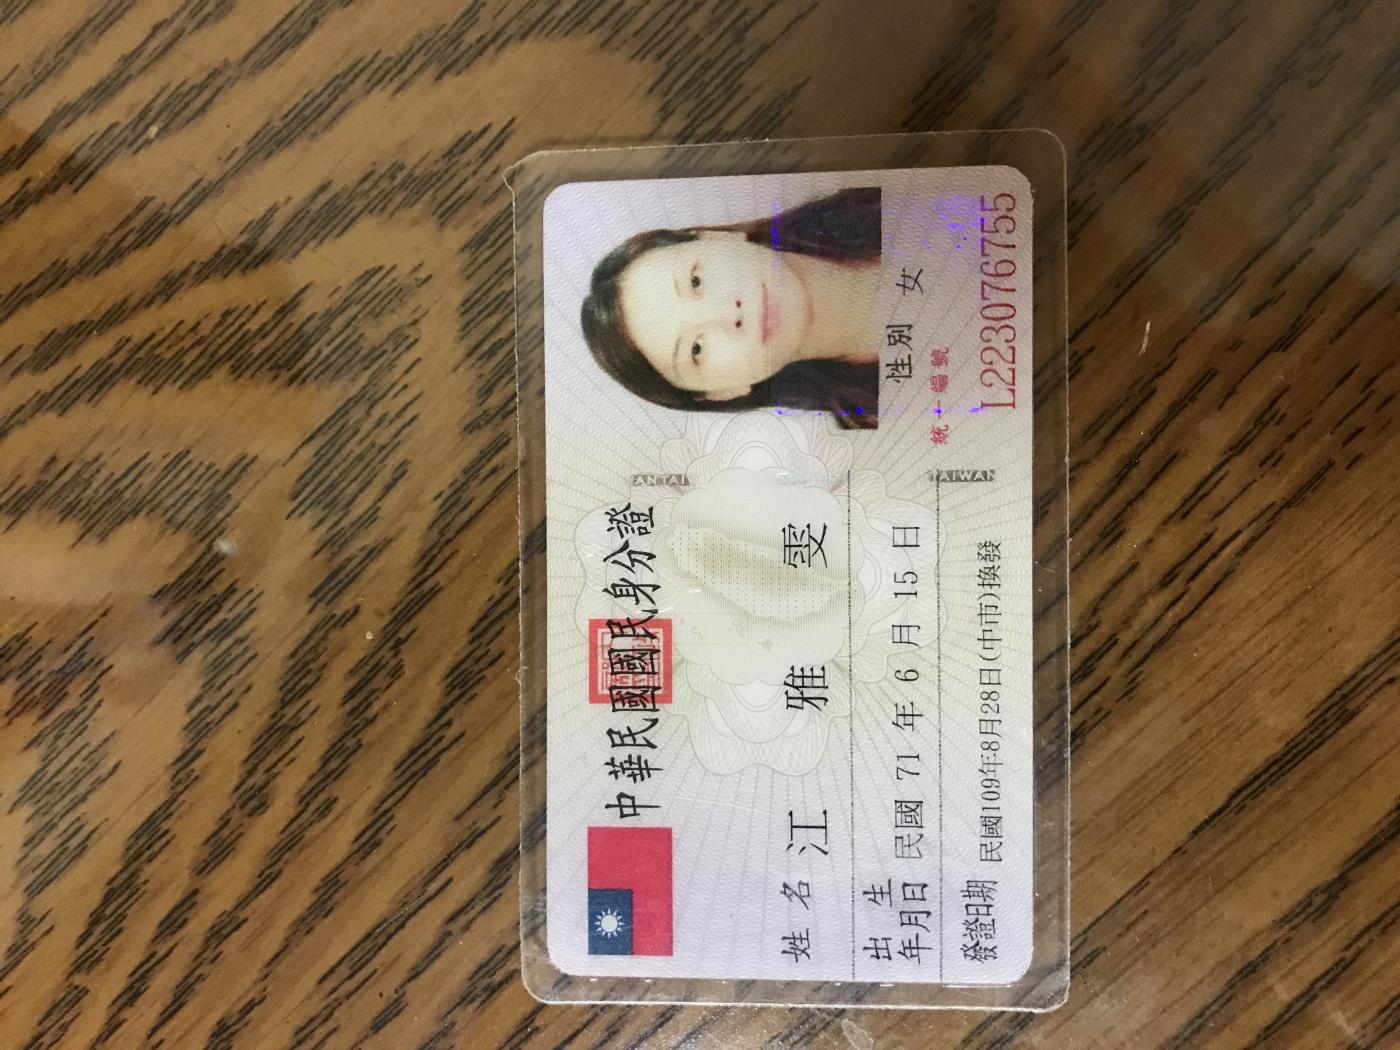 中華民國國民身分證
姓名 江雅雯
出生年月日 民國 71 年 6 月 15 日
發證日期 民國109年8月28日(中市)換發
性別 女
統一編號
L223076755
TAIWAN